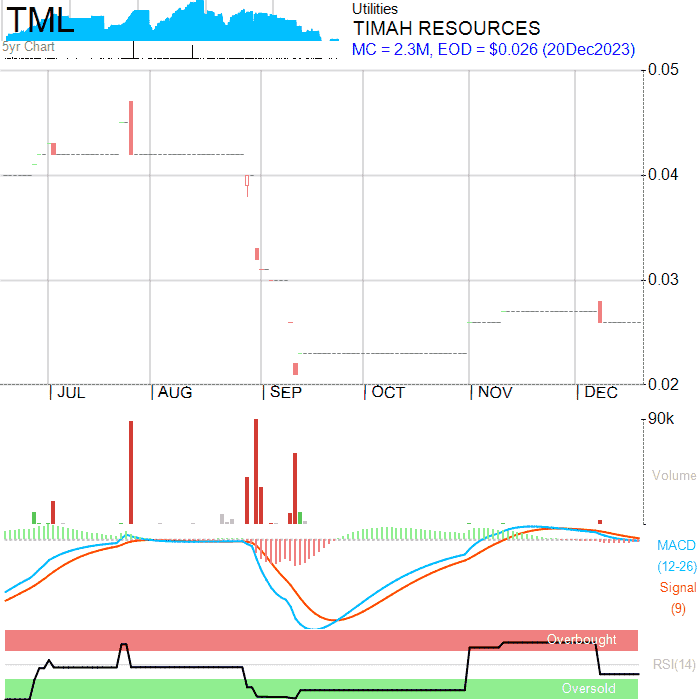 TML
5yr Chart
Utilities
TIMAH RESOURCES
MC = 2.3M, EOD = $0.026 (20Dec2023)
0.05
0.04
0.03
0.02
JUL AUG SEP OCT NOV DEC
90k
Volume
MACD
(12-26)
Signal
(9)
Overbought
RSI(14)
Oversold